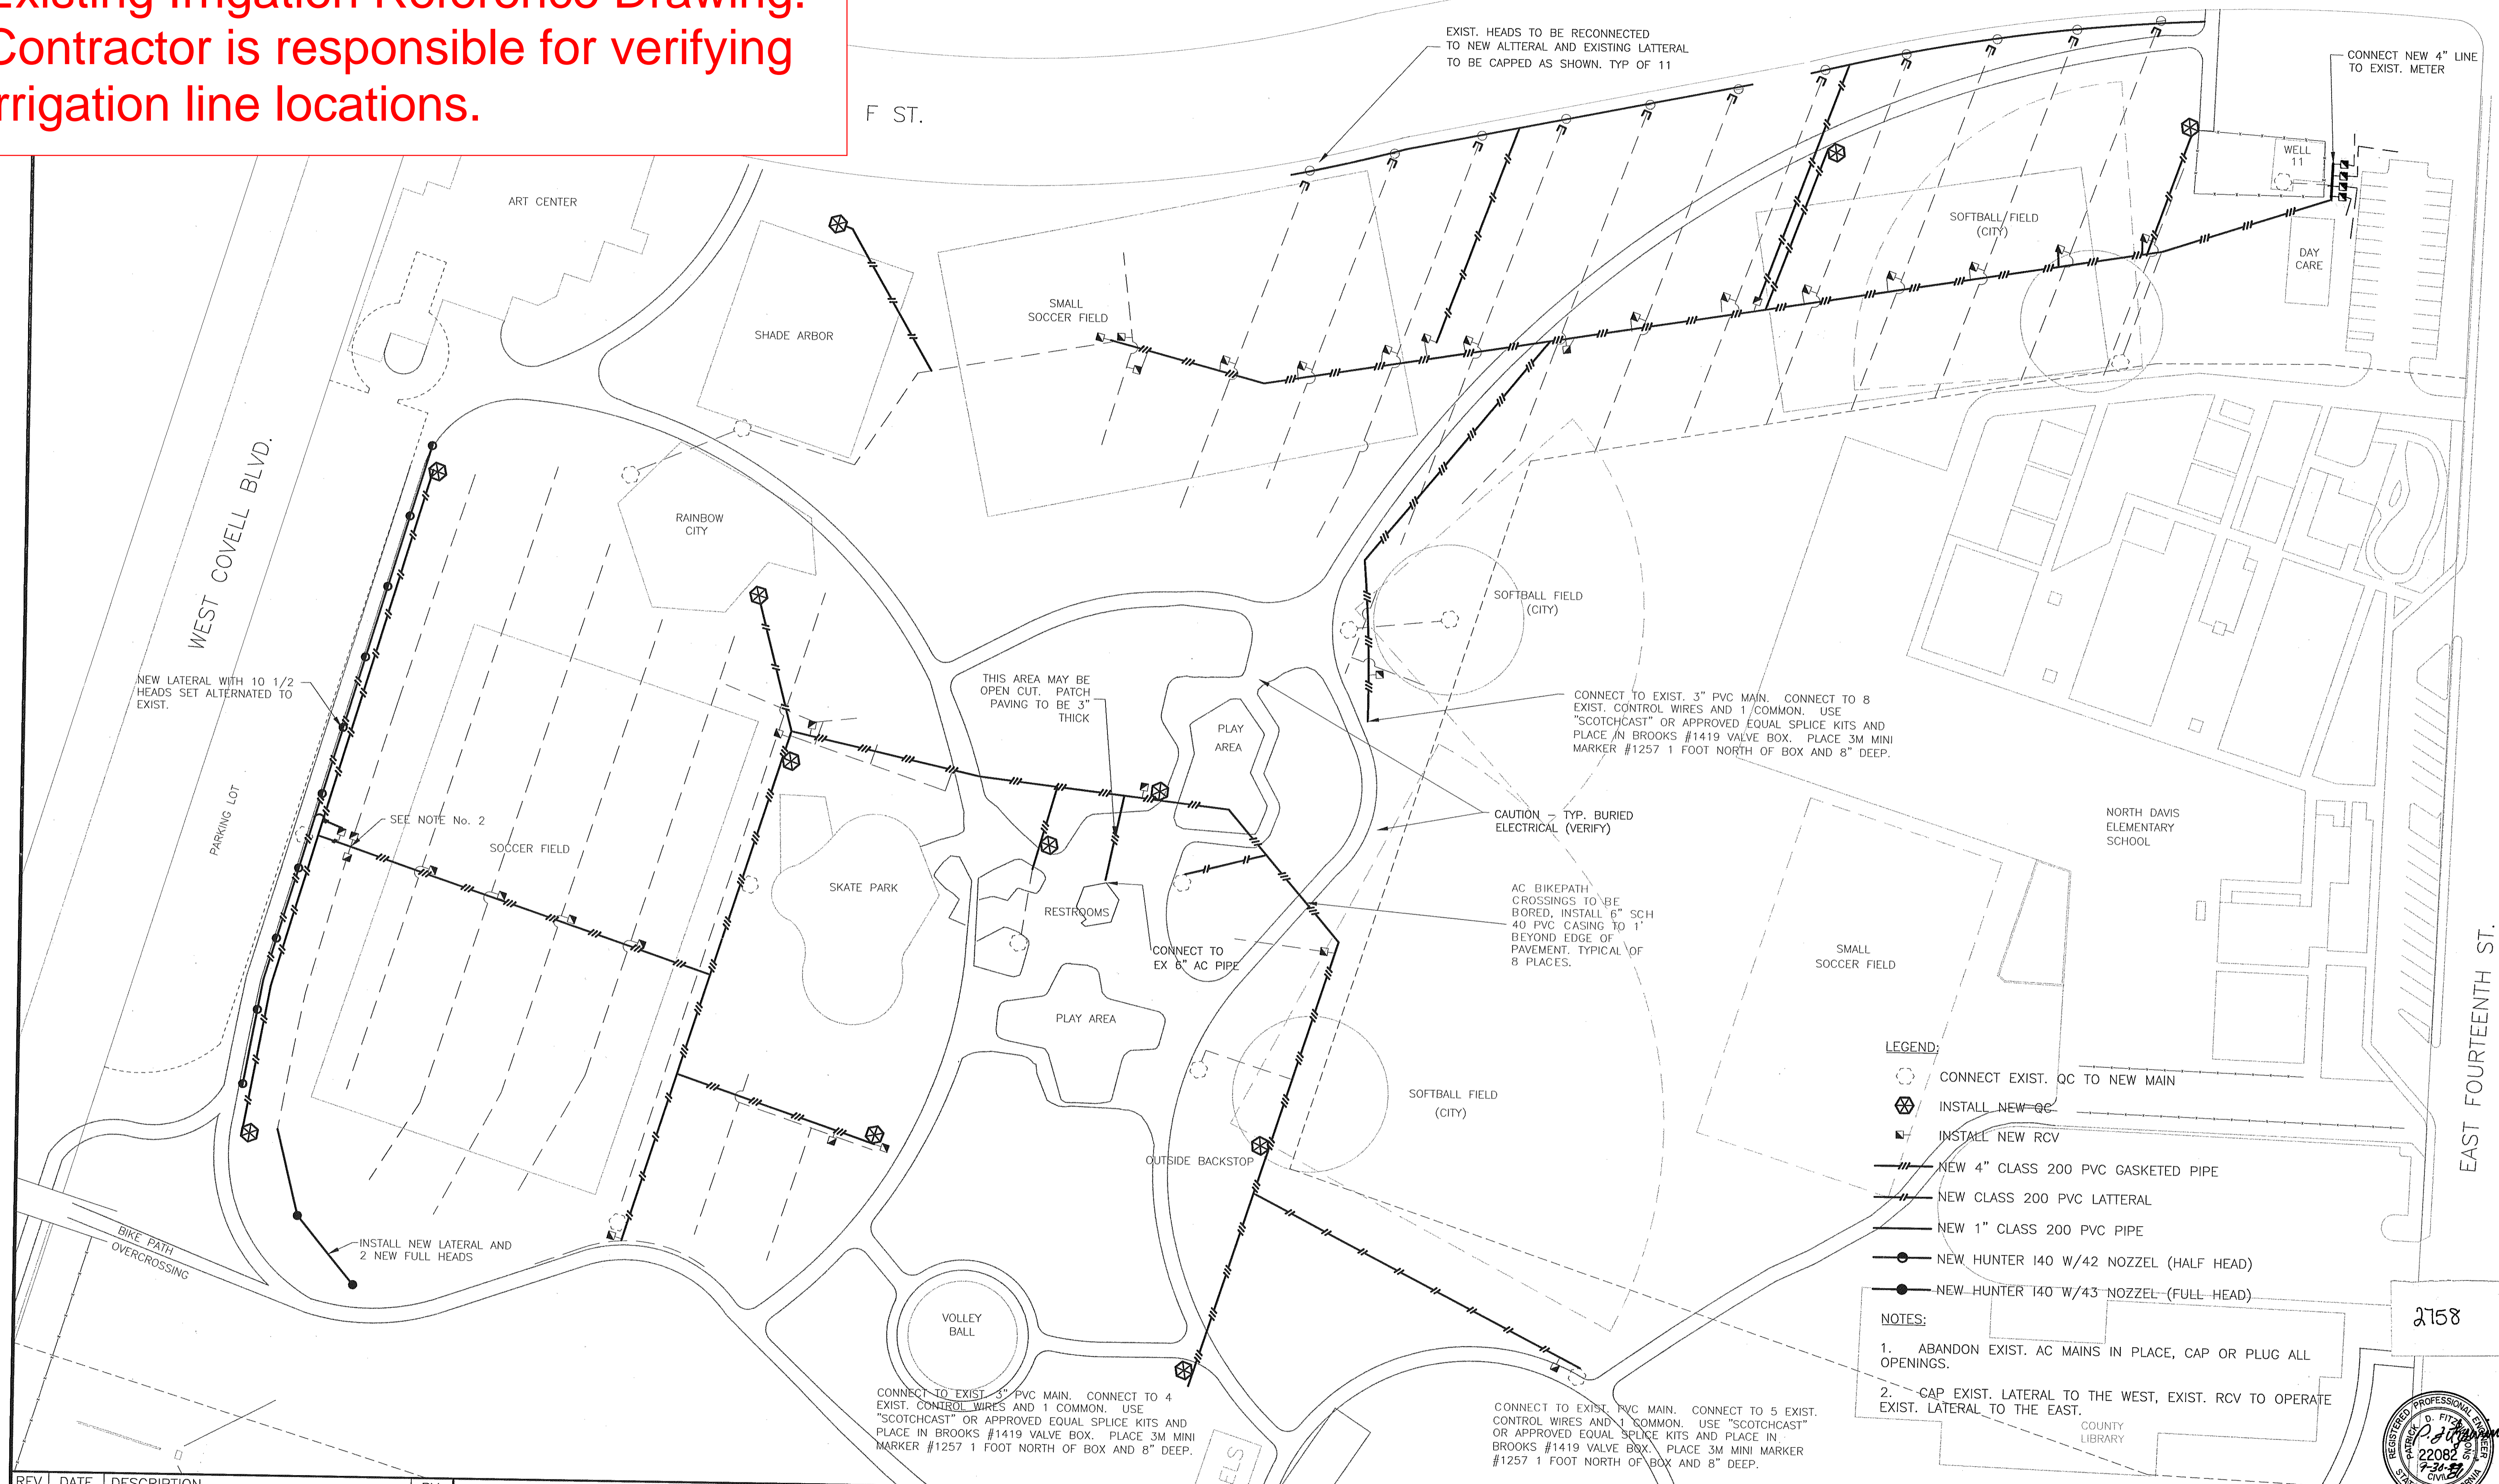 Existing Irrigation Reference Drawing.
Contractor is responsible for verifying
irrigation line locations.
F ST.
EXIST. HEADS TO BE RECONNECTED
TO NEW ALTTERAL AND EXISTING LATTERAL
TO BE CAPPED AS SHOWN. TYP OF 11
CONNECT NEW 4" LINE
TO EXIST. METER
WELL
11
ART CENTER
SOFTBALL FIELD
(CITY)
DAY
CARE
SMALL
SOCCER FIELD
SHADE ARBOR
WEST COVELL BLVD.
RAINBOW
CITY
SOFTBALL FIELD
(CITY)
NEW LATERAL WITH 10 1/2
HEADS SET ALTERNATED TO
EXIST.
THIS AREA MAY BE
OPEN CUT. PATCH
PAVING TO BE 3"
THICK
PLAY
AREA
CONNECT TO EXIST. 3" PVC MAIN. CONNECT TO 8
EXIST. CONTROL WIRES AND 1 COMMON. USE
"SCOTCHCAST" OR APPROVED EQUAL SPLICE KITS AND
PLACE IN BROOKS #1419 VALVE BOX. PLACE 3M MINI
MARKER #1257 1 FOOT NORTH OF BOX AND 8" DEEP.
PARKING LOT
SEE NOTE No. 2
SOCCER FIELD
CAUTION - TYP. BURIED
ELECTRICAL (VERIFY)
NORTH DAVIS
ELEMENTARY
SCHOOL
SKATE PARK
RESTROOMS
AC BIKEPATH
CROSSINGS TO BE
BORED, INSTALL 6" SCH
40 PVC CASING TO 1'
BEYOND EDGE OF
PAVEMENT. TYPICAL OF
8 PLACES.
CONNECT TO
EX 6" AC PIPE
SMALL
SOCCER FIELD
EAST FOURTEENTH ST.
PLAY AREA
SOFTBALL FIELD
(CITY)
OUTSIDE BACKSTOP
LEGEND:
CONNECT EXIST. QC TO NEW MAIN
INSTALL NEW QC
INSTALL NEW RCV
NEW 4" CLASS 200 PVC GASKETED PIPE
NEW CLASS 200 PVC LATTERAL
NEW 1" CLASS 200 PVC PIPE
NEW HUNTER I40 W/42 NOZZEL (HALF HEAD)
NEW HUNTER I40 W/43 NOZZEL (FULL HEAD)
BIKE PATH
OVERCROSSING
INSTALL NEW LATERAL AND
2 NEW FULL HEADS
VOLLEY
BALL
2758
NOTES:
1. ABANDON EXIST. AC MAINS IN PLACE, CAP OR PLUG ALL
OPENINGS.
2. CAP EXIST. LATERAL TO THE WEST, EXIST. RCV TO OPERATE
EXIST. LATERAL TO THE EAST.
COUNTY
LIBRARY
CONNECT TO EXIST. 3" PVC MAIN. CONNECT TO 4
EXIST. CONTROL WIRES AND 1 COMMON. USE
"SCOTCHCAST" OR APPROVED EQUAL SPLICE KITS AND
PLACE IN BROOKS #1419 VALVE BOX. PLACE 3M MINI
MARKER #1257 1 FOOT NORTH OF BOX AND 8" DEEP.
CONNECT TO EXIST. PVC MAIN. CONNECT TO 5 EXIST.
CONTROL WIRES AND 1 COMMON. USE "SCOTCHCAST"
OR APPROVED EQUAL SPLICE KITS AND PLACE IN
BROOKS #1419 VALVE BOX. PLACE 3M MINI MARKER
#1257 1 FOOT NORTH OF BOX AND 8" DEEP.
ELS
REGISTERED PROFESSIONAL ENGINEER
PATRICK D.
22083
CIVIL
REV DATE DESCRIPTION